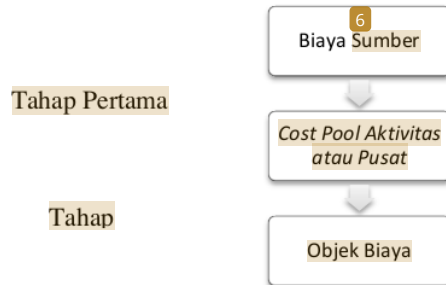 6
Biaya Sumber
Tahap Pertama
Cost Pool Aktivitas
atau Pusat
Tahap
Objek Biaya